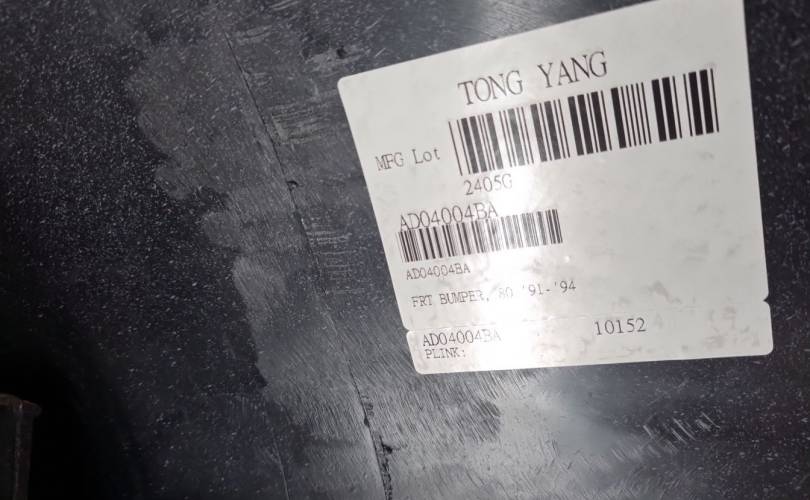 TONG YANG
MFG Lot
2405G
AD04004BA
AD04004BA
FRT BUMPER, 80 '91-'94
AD04004BA 10152
PLINK: